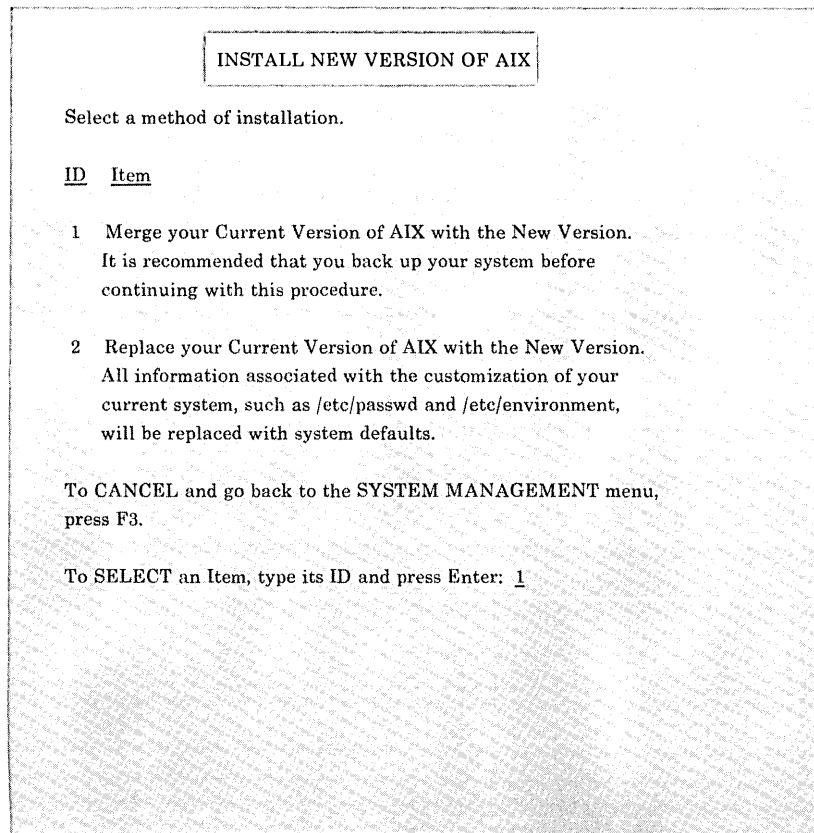 INSTALL NEW VERSION OF AIX
Select a method of installation.
ID Item
1 Merge your Current Version of AIX with the New Version.
It is recommended that you back up your system before
continuing with this procedure.
2 Replace your Current Version of AIX with the New Version.
All information associated with the customization of your
current system, such as /etc/passwd and /etc/environment,
will be replaced with system defaults.
To CANCEL and go back to the SYSTEM MANAGEMENT menu,
press F3.
To SELECT an Item, type its ID and press Enter: 1